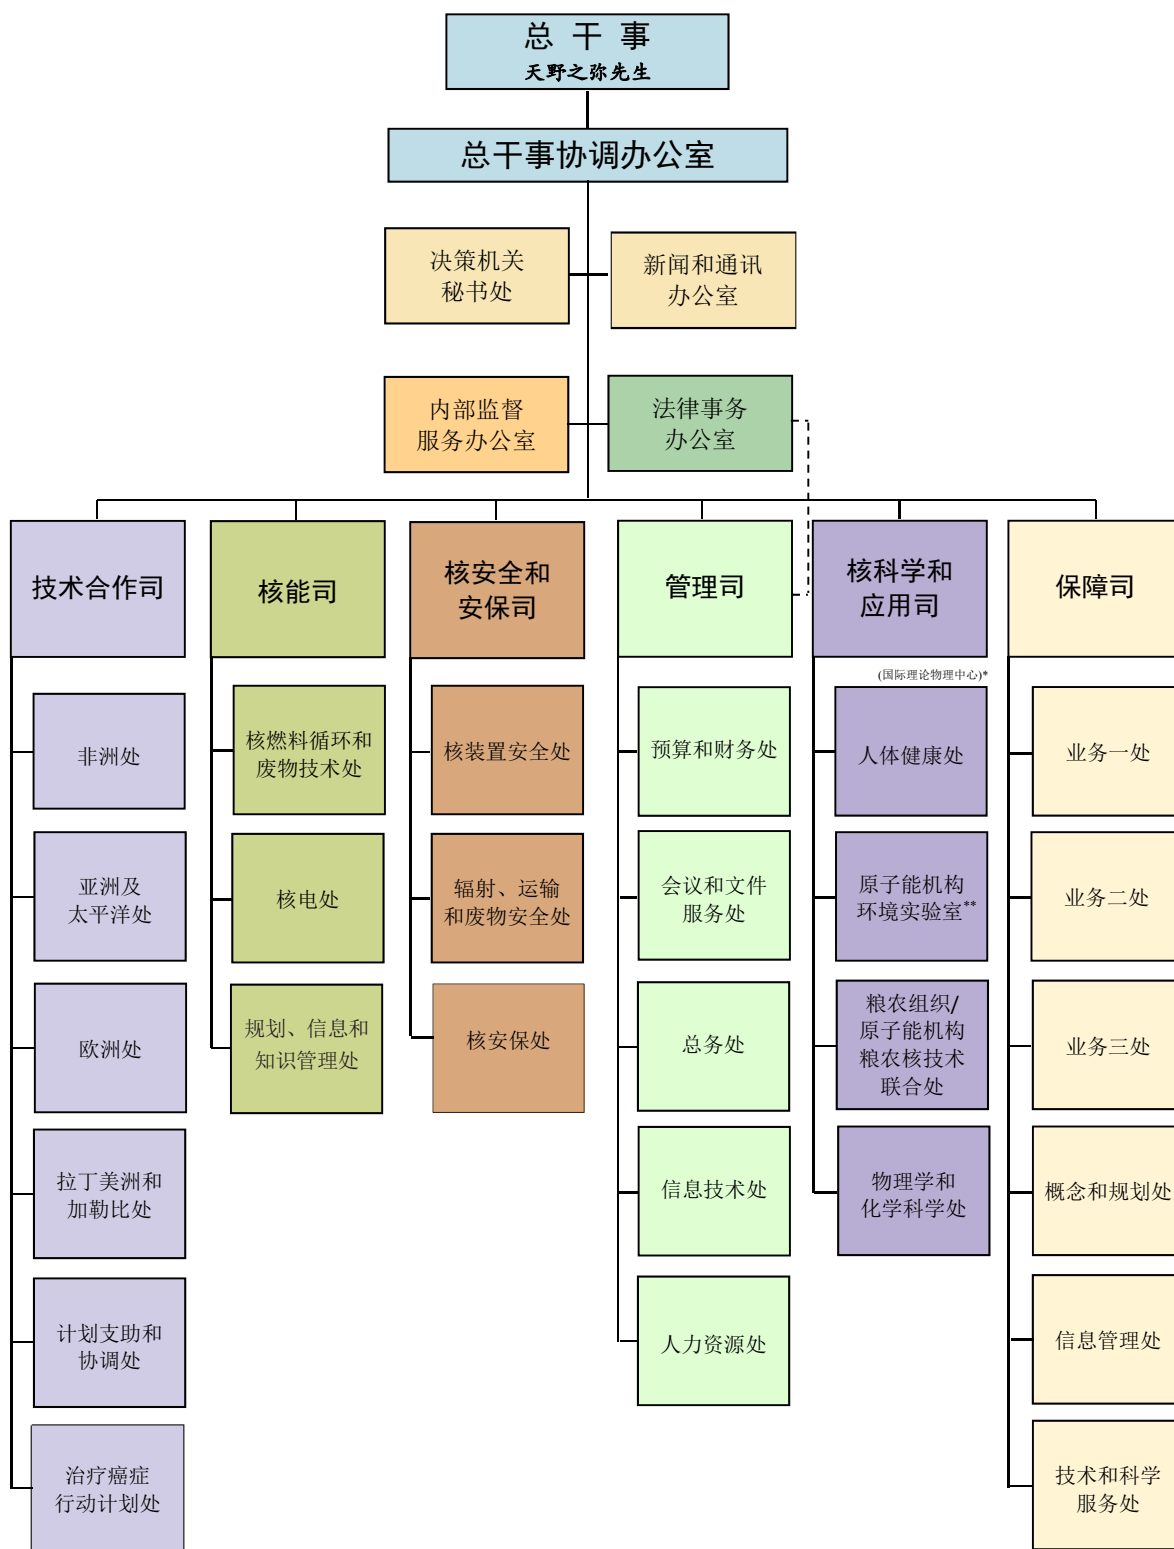 总 干 事
天野之弥先生
总干事协调办公室
决策机关
秘书处
新闻和通讯
办公室
内部监督
服务办公室
法律事务
办公室
技术合作司
核能司
核安全和
安保司
管理司
核科学和
应用司
保障司
(国际理论物理中心)*
非洲处
亚洲及
太平洋处
欧洲处
拉丁美洲和
加勒比处
计划支助和
协调处
治疗癌症
行动计划处
核燃料循环和
废物技术处
核电处
规划、信息和
知识管理处
核装置安全处
辐射、运输
和废物安全处
核安保处
预算和财务处
会议和文件
服务处
总务处
信息技术处
人力资源处
人体健康处
原子能机构
环境实验室**
粮农组织/
原子能机构
粮农核技术
联合处
物理学和
化学科学处
业务一处
业务二处
业务三处
概念和规划处
信息管理处
技术和科学
服务处